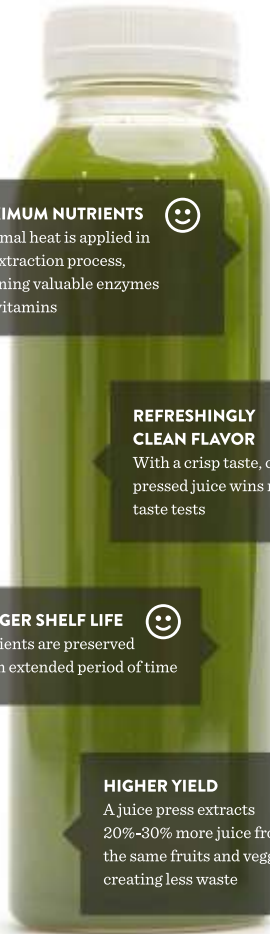 IMUM NUTRIENTS
mal heat is applied in
xtraction process,
ning valuable enzymes
vitamins
REFRESHINGLY
CLEAN FLAVOR
With a crisp taste,
pressed juice wins
taste tests
GER SHELF LIFE
ients are preserved
n extended period of time
HIGHER YIELD
A juice press extracts
20%-30% more juice fro
the same fruits and vegg
creating less waste